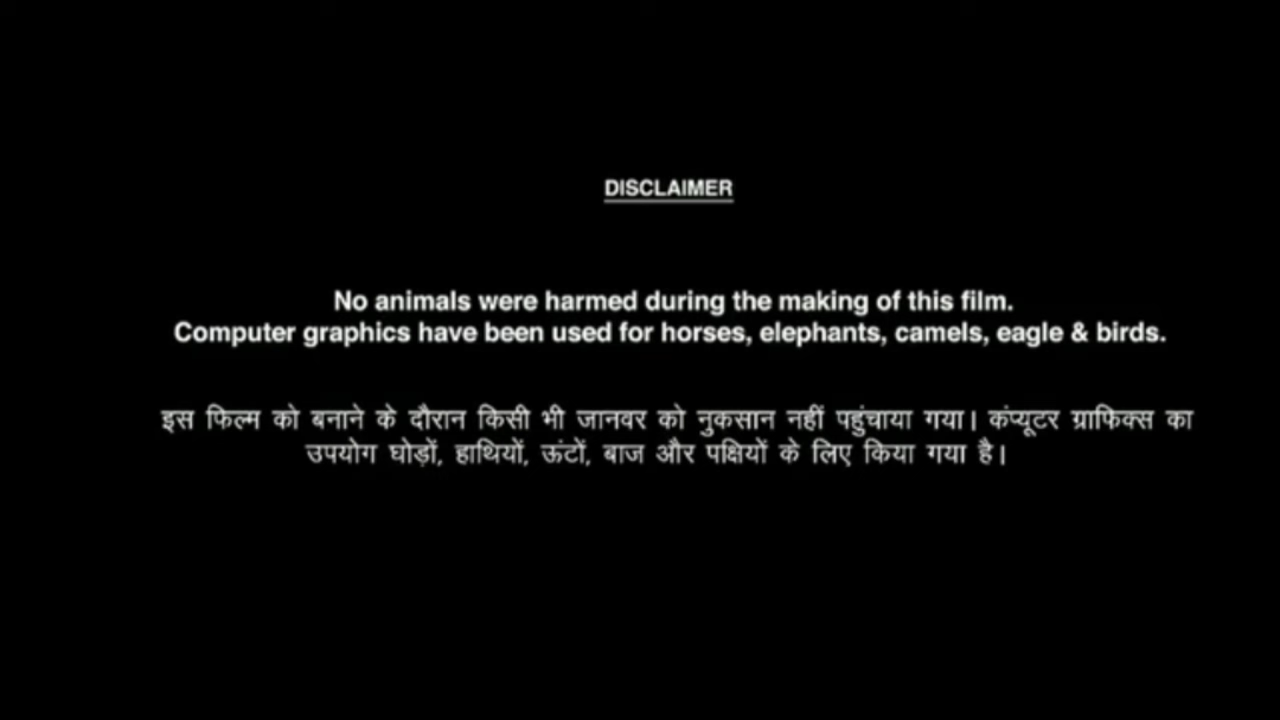 DISCLAIMER
No animals were harmed during the making of this film.
Computer graphics have been used for horses, elephants, camels, eagle & birds.
इस फिल्म को बनाने के दौरान किसी भी जानवर को नुकसान नहीं पहुंचाया गया। कंप्यूटर ग्राफिक्स का
उपयोग घोड़ों, हाथियों, ऊंटों, बाज और पक्षियों के लिए किया गया है।